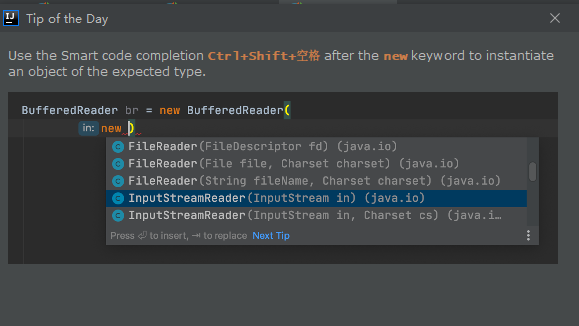 IJ Tip of the Day
Use the Smart code completion Ctrl+Shift+空格 after the new keyword to instantiate
an object of the expected type.
BufferedReader br = new BufferedReader(
in: new )
FileReader(FileDescriptor fd) (java.io)
FileReader(File file, Charset charset) (java.io)
FileReader(String fileName, Charset charset) (java.io)
InputStreamReader(InputStream in) (java.io)
InputStreamReader(InputStream in, Charset cs) (java.i…
Press ⏎ to insert, ⇥ to replace Next Tip